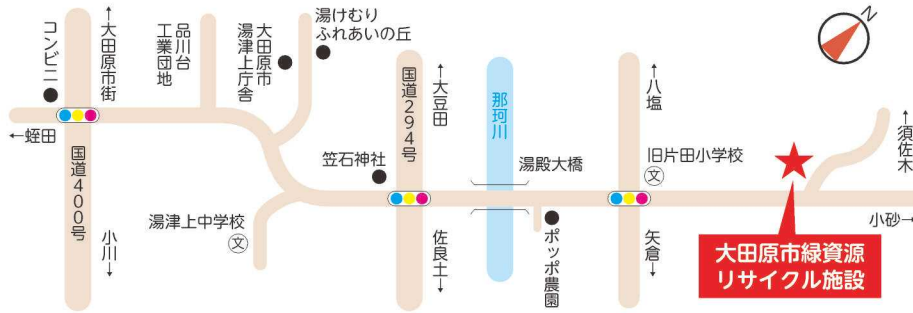 コンビニ
←大田原市街
品川台
工業団地
大田原市
湯津上庁舎
湯けむり
ふれあいの丘
国道294号
←大豆田
那珂川
←八塩
N
←須佐木
←蛭田
国道400号
小川→
湯津上中学校
文
笠石神社
佐良土→
湯殿大橋
ポッポ農園
旧片田小学校
文
矢倉→
小砂→
大田原市緑資源
リサイクル施設